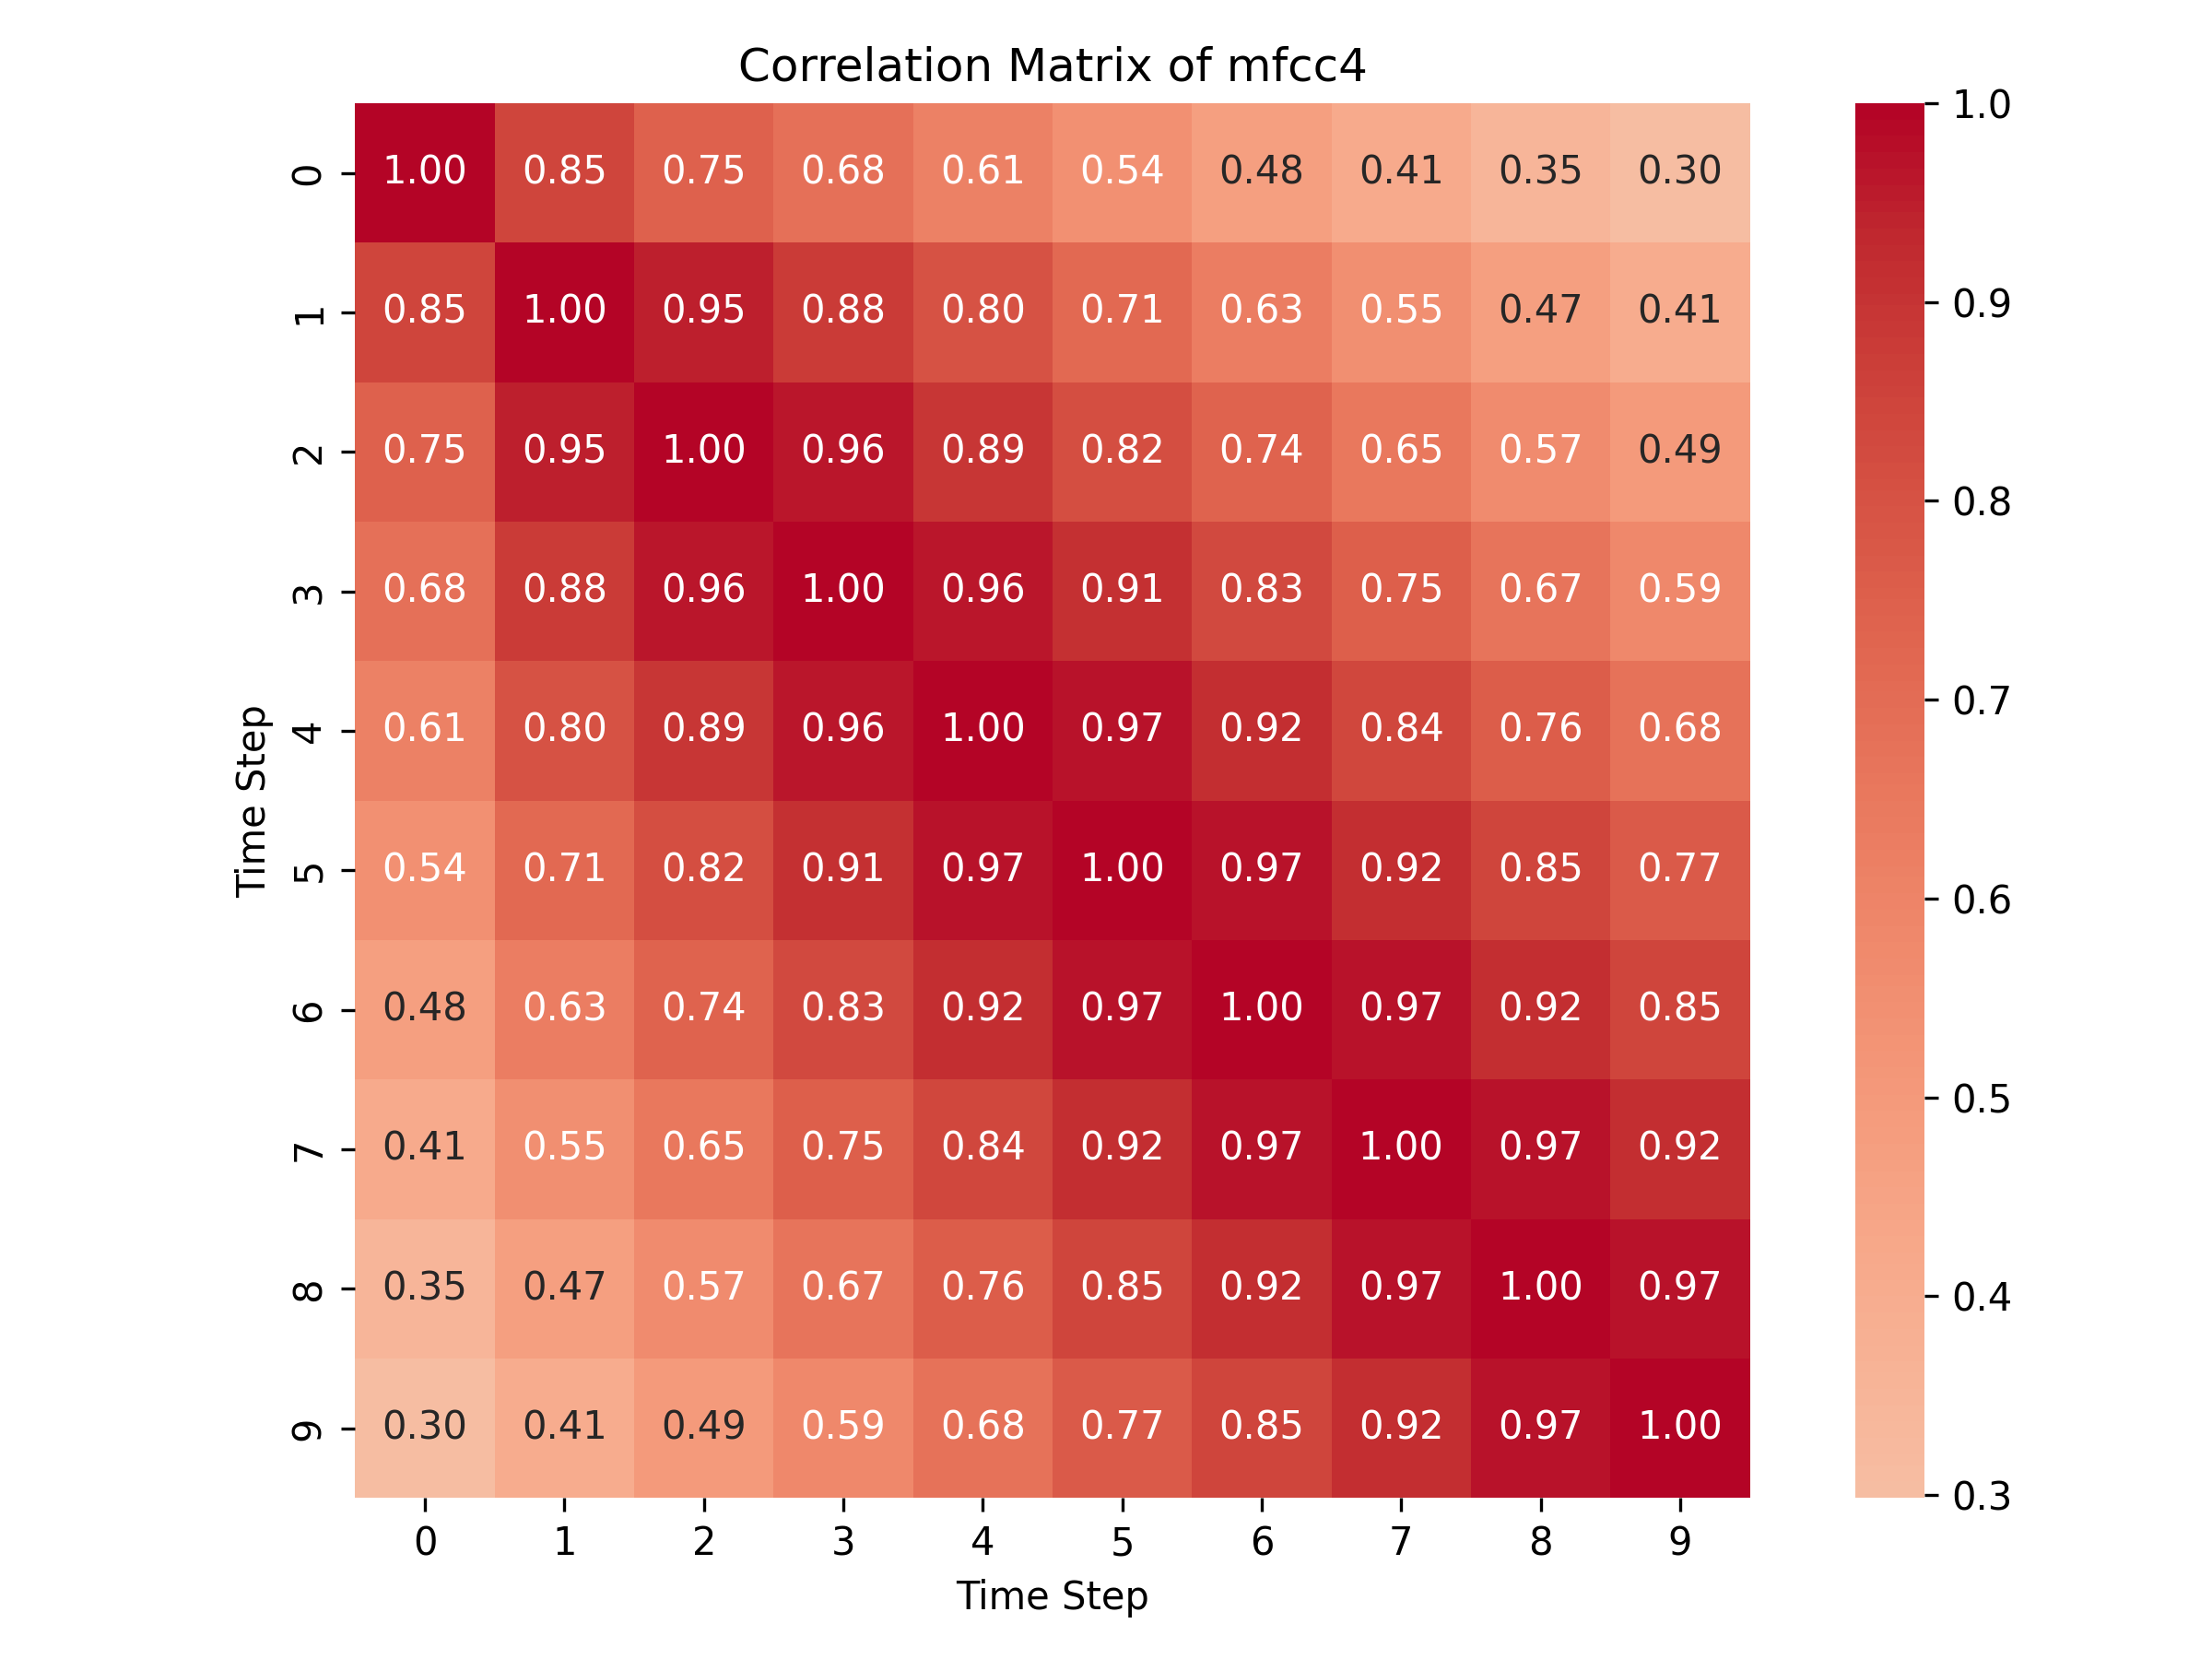 Correlation Matrix of mfcc4
0 1.00 0.85 0.75 0.68 0.61 0.54 0.48 0.41 0.35 0.30
1 0.85 1.00 0.95 0.88 0.80 0.71 0.63 0.55 0.47 0.41
2 0.75 0.95 1.00 0.96 0.89 0.82 0.74 0.65 0.57 0.49
3 0.68 0.88 0.96 1.00 0.96 0.91 0.83 0.75 0.67 0.59
4 0.61 0.80 0.89 0.96 1.00 0.97 0.92 0.84 0.76 0.68
5 0.54 0.71 0.82 0.91 0.97 1.00 0.97 0.92 0.85 0.77
6 0.48 0.63 0.74 0.83 0.92 0.97 1.00 0.97 0.92 0.85
7 0.41 0.55 0.65 0.75 0.84 0.92 0.97 1.00 0.97 0.92
8 0.35 0.47 0.57 0.67 0.76 0.85 0.92 0.97 1.00 0.97
9 0.30 0.41 0.49 0.59 0.68 0.77 0.85 0.92 0.97 1.00
0 1 2 3 4 5 6 7 8 9
Time Step
Time Step
1.0
0.9
0.8
0.7
0.6
0.5
0.4
0.3